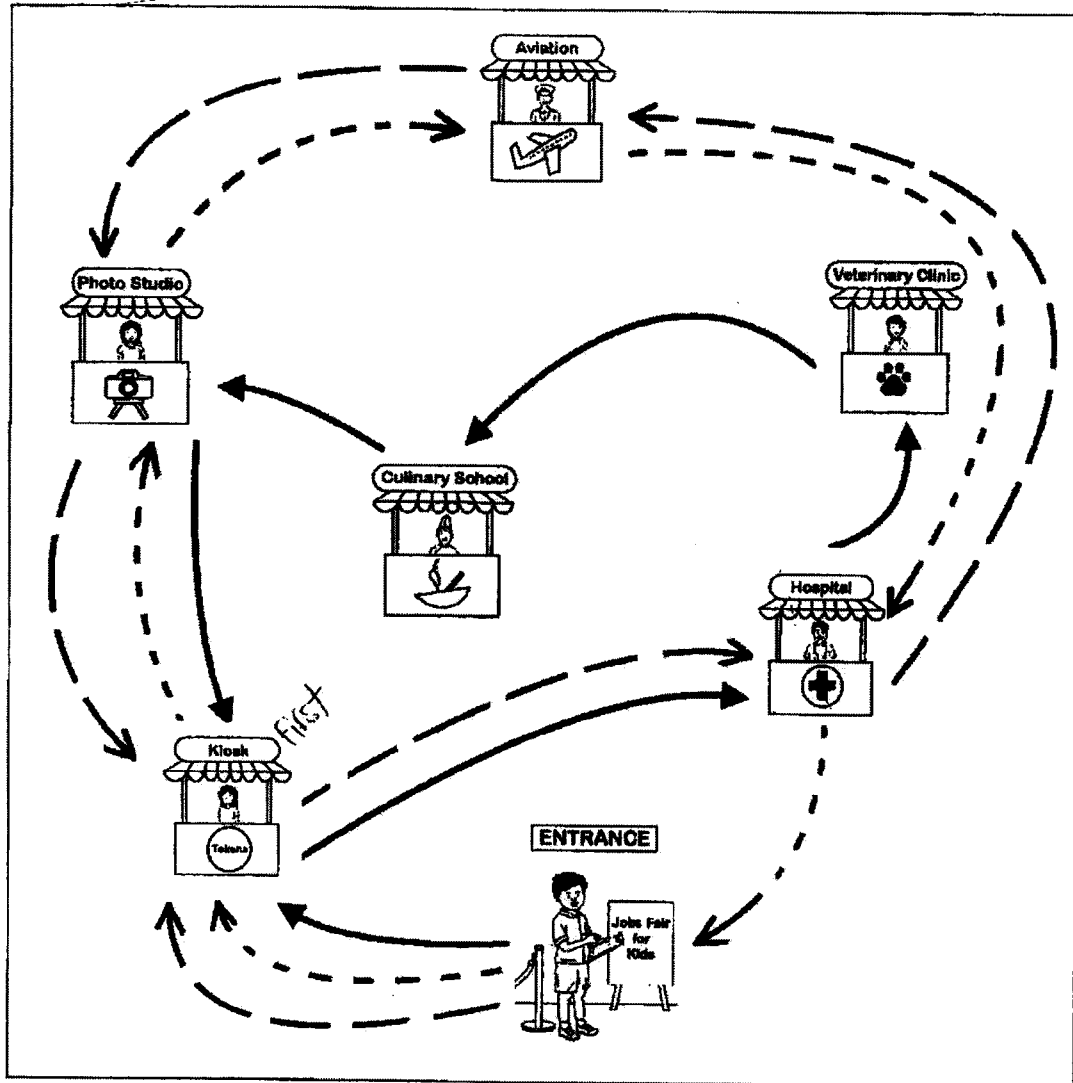 Aviation
Photo Studio
Veterinary Clinic
Culinary School
Hospital
first
Kiosk
Tokens
ENTRANCE
Jobs Fair
for
Kids